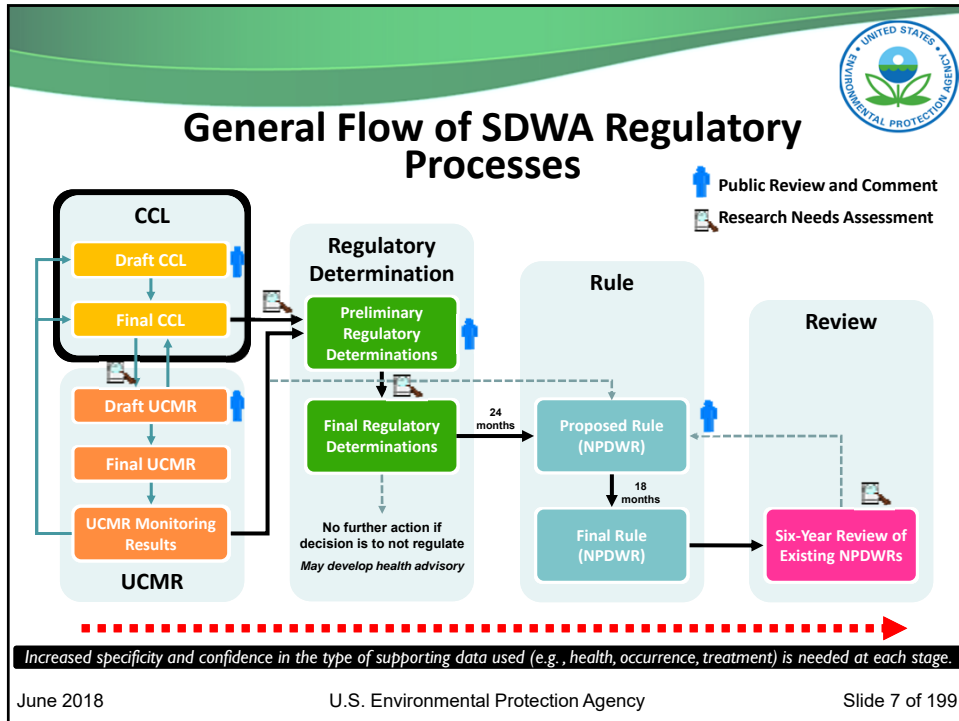 UNITED STATES
ENVIRONMENTAL PROTECTION AGENCY
General Flow of SDWA Regulatory
Processes
Public Review and Comment
Research Needs Assessment
CCL
Draft CCL
Final CCL
Draft UCMR
Final UCMR
UCMR Monitoring
Results
UCMR
Regulatory
Determination
Preliminary
Regulatory
Determinations
Final Regulatory
Determinations
No further action if
decision is to not regulate
May develop health advisory
24
months
Rule
Proposed Rule
(NPDWR)
18
months
Final Rule
(NPDWR)
Review
Six-Year Review of
Existing NPDWRs
Increased specificity and confidence in the type of supporting data used (e.g., health, occurrence, treatment) is needed at each stage.
June 2018
U.S. Environmental Protection Agency
Slide 7 of 199